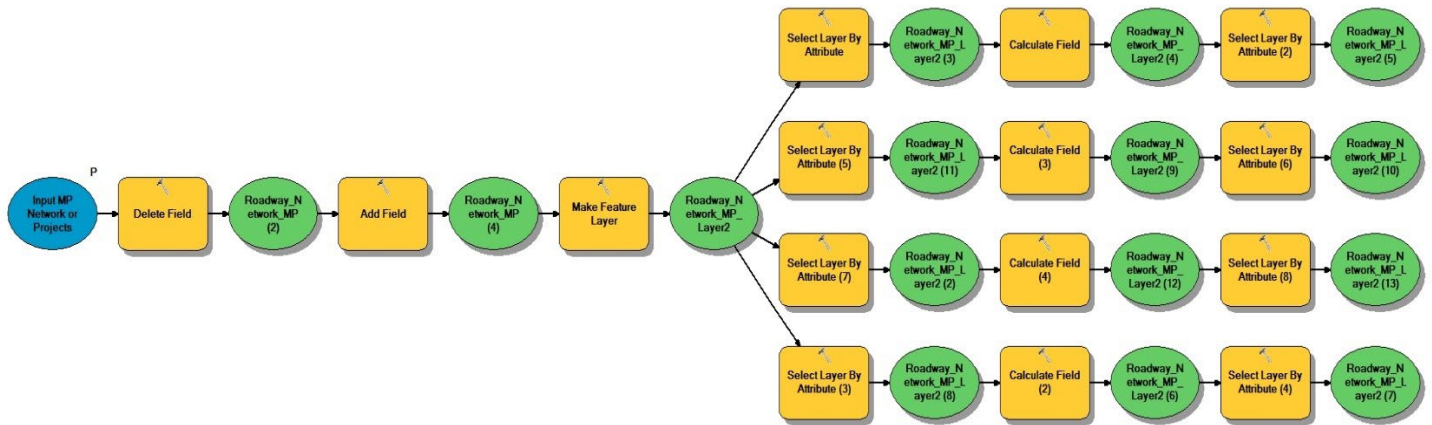 P
Input MP
Network or
Projects
Delete Field
Roadway_N
etwork_MP
(2)
Add Field
Roadway_N
etwork_MP
(4)
Make Feature
Layer
Roadway_N
etwork_MP_
Layer2
Select Layer By
Attribute
Roadway_N
etwork_MP_L
ayer2 (3)
Calculate Field
Roadway_N
etwork_MP_
Layer2 (4)
Select Layer By
Attribute (2)
Roadway_N
etwork_MP_L
ayer2 (5)
Select Layer By
Attribute (5)
Roadway_N
etwork_MP_L
ayer2 (11)
Calculate Field
(3)
Roadway_N
etwork_MP_
Layer2 (9)
Select Layer By
Attribute (6)
Roadway_N
etwork_MP_L
ayer2 (10)
Select Layer By
Attribute (7)
Roadway_N
etwork_MP_L
ayer2 (2)
Calculate Field
(4)
Roadway_N
etwork_MP_
Layer2 (12)
Select Layer By
Attribute (8)
Roadway_N
etwork_MP_L
ayer2 (13)
Select Layer By
Attribute (3)
Roadway_N
etwork_MP_L
ayer2 (8)
Calculate Field
(2)
Roadway_N
etwork_MP_
Layer2 (6)
Select Layer By
Attribute (4)
Roadway_N
etwork_MP_L
ayer2 (7)